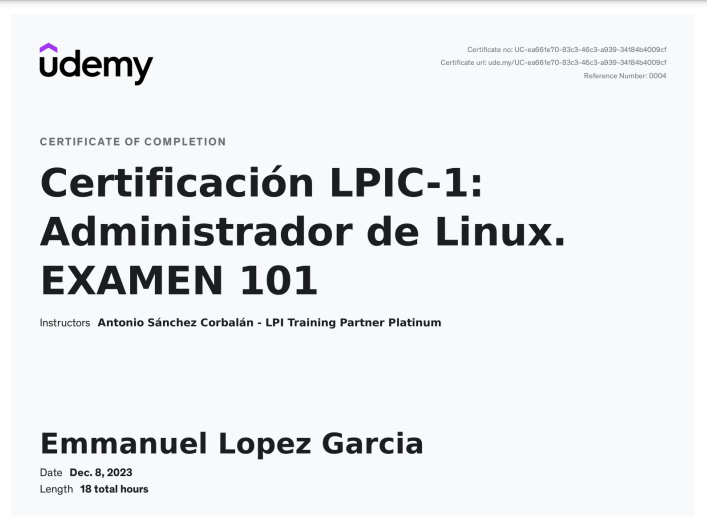 udemy
Certificate no: UC-ea661e70-83c3-46c3-a939-34184b4009cf
Certificate url: ude.my/UC-ea661e70-83c3-46c3-a939-34184b4009cf
Reference Number: 0004
CERTIFICATE OF COMPLETION
Certificación LPIC-1:
Administrador de Linux.
EXAMEN 101
Instructors Antonio Sánchez Corbalán - LPI Training Partner Platinum
Emmanuel Lopez Garcia
Date Dec. 8, 2023
Length 18 total hours